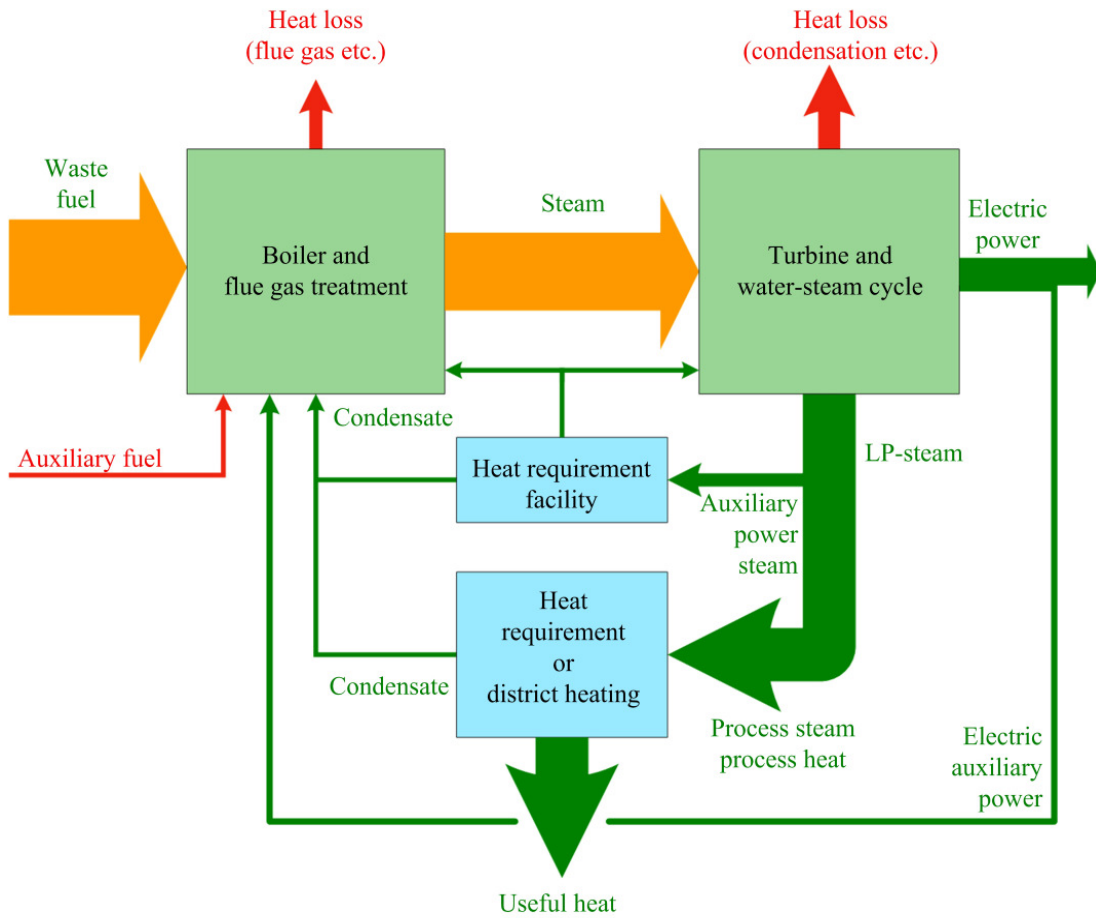 Heat loss
(flue gas etc.)
Heat loss
(condensation etc.)
Waste
fuel
Boiler and
flue gas treatment
Steam
Turbine and
water-steam cycle
Electric
power
Condensate
Auxiliary fuel
Heat requirement
facility
LP-steam
Auxiliary
power
steam
Heat
requirement
or
district heating
Condensate
Process steam
process heat
Electric
auxiliary
power
Useful heat